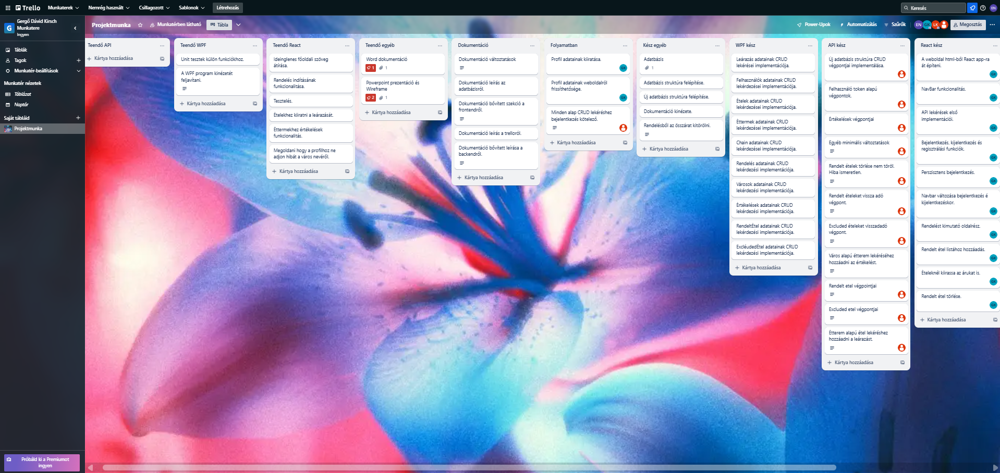 Trello
Munkaterek
Nemrég használt
Csillagozott
Sablonok
Létrehozás
Keresés
EN
G
Gergő Dávid Kirsch
Munkatere
Ingyen
Táblák
Tagok
Munkatér-beállítások
Munkatér nézetek
Táblázat
Naptár
Saját tábláid
Projektmunka
Próbáld ki a Premiumot
ingyen
Projektmunka
Munkatérben látható
Tábla
Power-Upok
Automatizálás
Szűrők
EN
GK
LK
Megosztás
Teendő API
Kártya hozzáadása
Teendő WPF
Unit tesztek külön funkciókhoz.
A WPF program kinézetét
feljavítani.
Kártya hozzáadása
Teendő React
Ideinglenes főoldali szöveg
átírása.
Rendelés indításának
funkcionalitása.
Tesztelés.
Ételekhez kiíratni a leárazását.
Éttermekhez értékelések
funkcionalitás.
Megoldani hogy a profilhoz ne
adjon hibát a város nevéről.
Kártya hozzáadása
Teendő egyéb
Word dokumentáció
1
1
Powerpoint prezentáció és
Wireframe
2
1
Kártya hozzáadása
Dokumentáció
Dokumentáció változtatások
Dokumentáció leírás az
adatbázisról.
Dokumentáció bővített szekció a
frontendről.
Dokumentáció leírás a trelloról.
Dokumentáció bővített leírása a
backendről.
Kártya hozzáadása
Folyamatban
Profil adatainak kiiratása.
GK
Profil adatainak weboldalról
frissíthetősége.
GK
Minden alap CRUD lekéréshez
bejelentkezés kötelező.
Kártya hozzáadása
Kész egyéb
Adatbázis
1
Adatbázis struktúra felépítése.
Új adatbázis struktúra felépítése.
Dokumentáció kinézete.
Rendelésből az összárat kitörölni.
Kártya hozzáadása
WPF kész
Leárazás adatainak CRUD
lekérései implementációja.
Felhasználók adatainak CRUD
lekérdezései implementációja.
Ételek adatainak CRUD
lekérdezései implementációja.
Éttermek adatainak CRUD
lekérdezései implementációja.
Chain adatainak CRUD
lekérdezései implementációja.
Rendelés adatainak CRUD
lekérdezési implementációja.
Városok adatainak CRUD
lekérdezési implementációja.
Értékelések adatainak CRUD
lekérdezési implementációja.
RendeltÉtel adatainak CRUD
lekérdezési implementációja.
ExcléudedÉtel adatainak CRUD
lekérdezési implementációja.
Kártya hozzáadása
API kész
Új adatbázis struktúra CRUD
végpontjai implementálása.
Felhasználó token alapú
végpontok.
Értékelések végpontjai
Egyéb minimális változtatások
Rendelt ételek törlése nem töröl.
Hiba ismeretlen.
Rendelt ételeket vissza adó
végpont.
Excluded ételeket visszadadó
végpont.
Város alapú étterem lekéréséhez
hozzáadni az értékelést.
Rendelt etel végpointjai
Excluded etel végpontjai
Étterem alapú étel lekéréshez
hozzáadni a leárazást.
Kártya hozzáadása
React kész
A weboldal html-ből React app-ra
át építeni.
GK
NavBar funkcionalitás.
GK
API lekérések első
implementációi.
GK
Bejelentkezés, kijelentkezés és
regisztrálási funkciók.
GK
Perszisztens bejelentkezés.
GK
Navbar változása bejelentkezés é
kijelentkezéskor.
GK
Rendelést kimutató oldalrész.
GK
Rendelt étel listához hozzáadás.
GK
Ételeknél kiirassa az árukat is.
GK
Rendelt étel törlése.
GK
Kártya hozzáadása